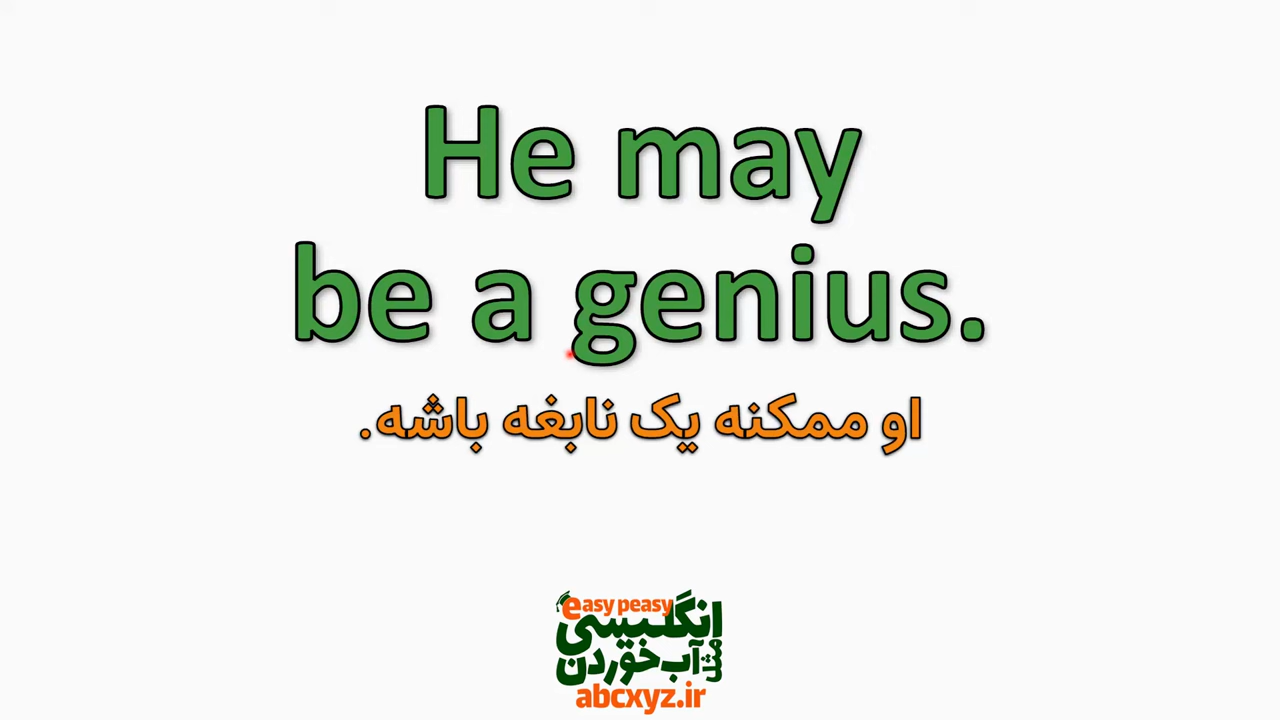 He may
be a genius.
او ممکنه یک نابغه باشه.
easy peasy
انگلیسی
مثل آب خوردن
abcxyz.ir